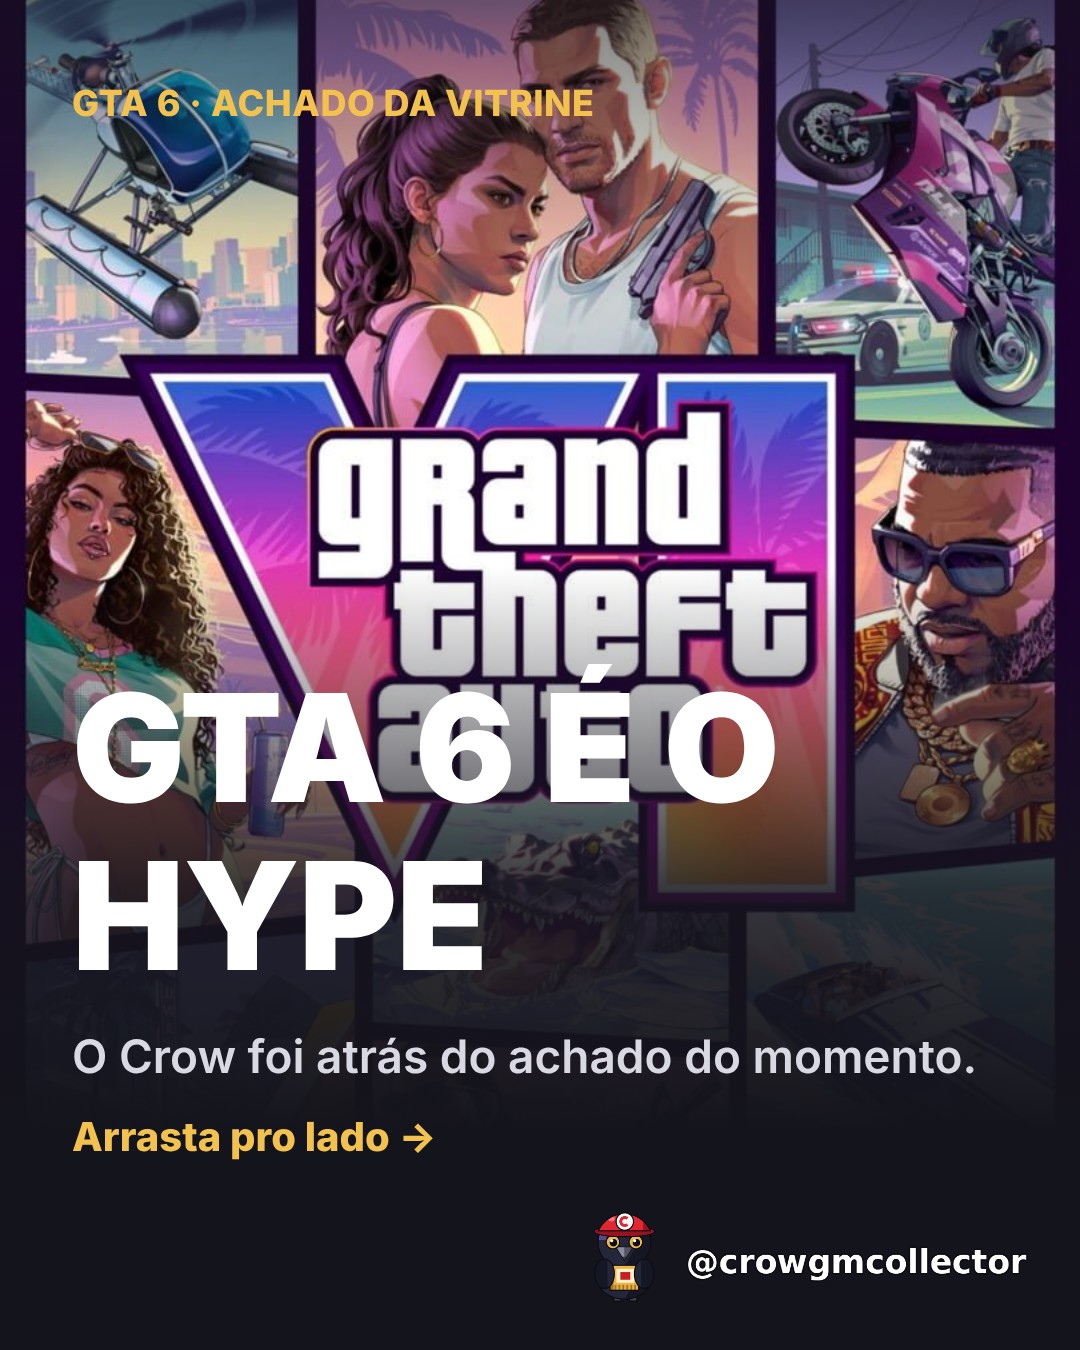 GTA 6 · ACHADO DA VITRINE
grand
theft
auto
GTA 6 É O
HYPE
O Crow foi atrás do achado do momento.
Arrasta pro lado →
C
@crowgmcollector